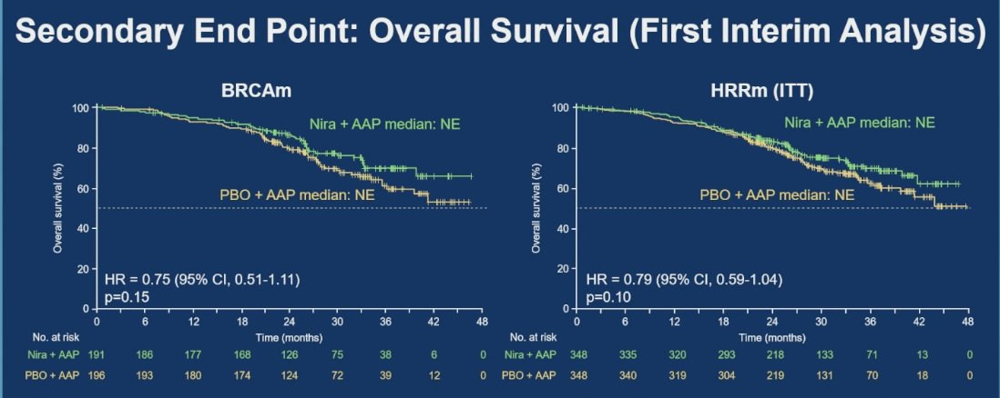 Secondary End Point: Overall Survival (First Interim Analysis)
BRCAm
100
80
60
40
20
0
Overall survival (%)
Nira + AAP median: NE
PBO + AAP median: NE
HR = 0.75 (95% CI, 0.51-1.11)
p=0.15
0 6 12 18 24 30 36 42 48
No. at risk
Time (months)
Nira + AAP 191 186 177 168 126 75 38 6 0
PBO + AAP 196 193 180 174 124 72 39 12 0
HRRm (ITT)
100
80
60
40
20
0
Overall survival (%)
Nira + AAP median: NE
PBO + AAP median: NE
HR = 0.79 (95% CI, 0.59-1.04)
p=0.10
0 6 12 18 24 30 36 42 48
No. at risk
Time (months)
Nira + AAP 348 335 320 293 218 133 71 13 0
PBO + AAP 348 340 319 304 219 131 70 18 0